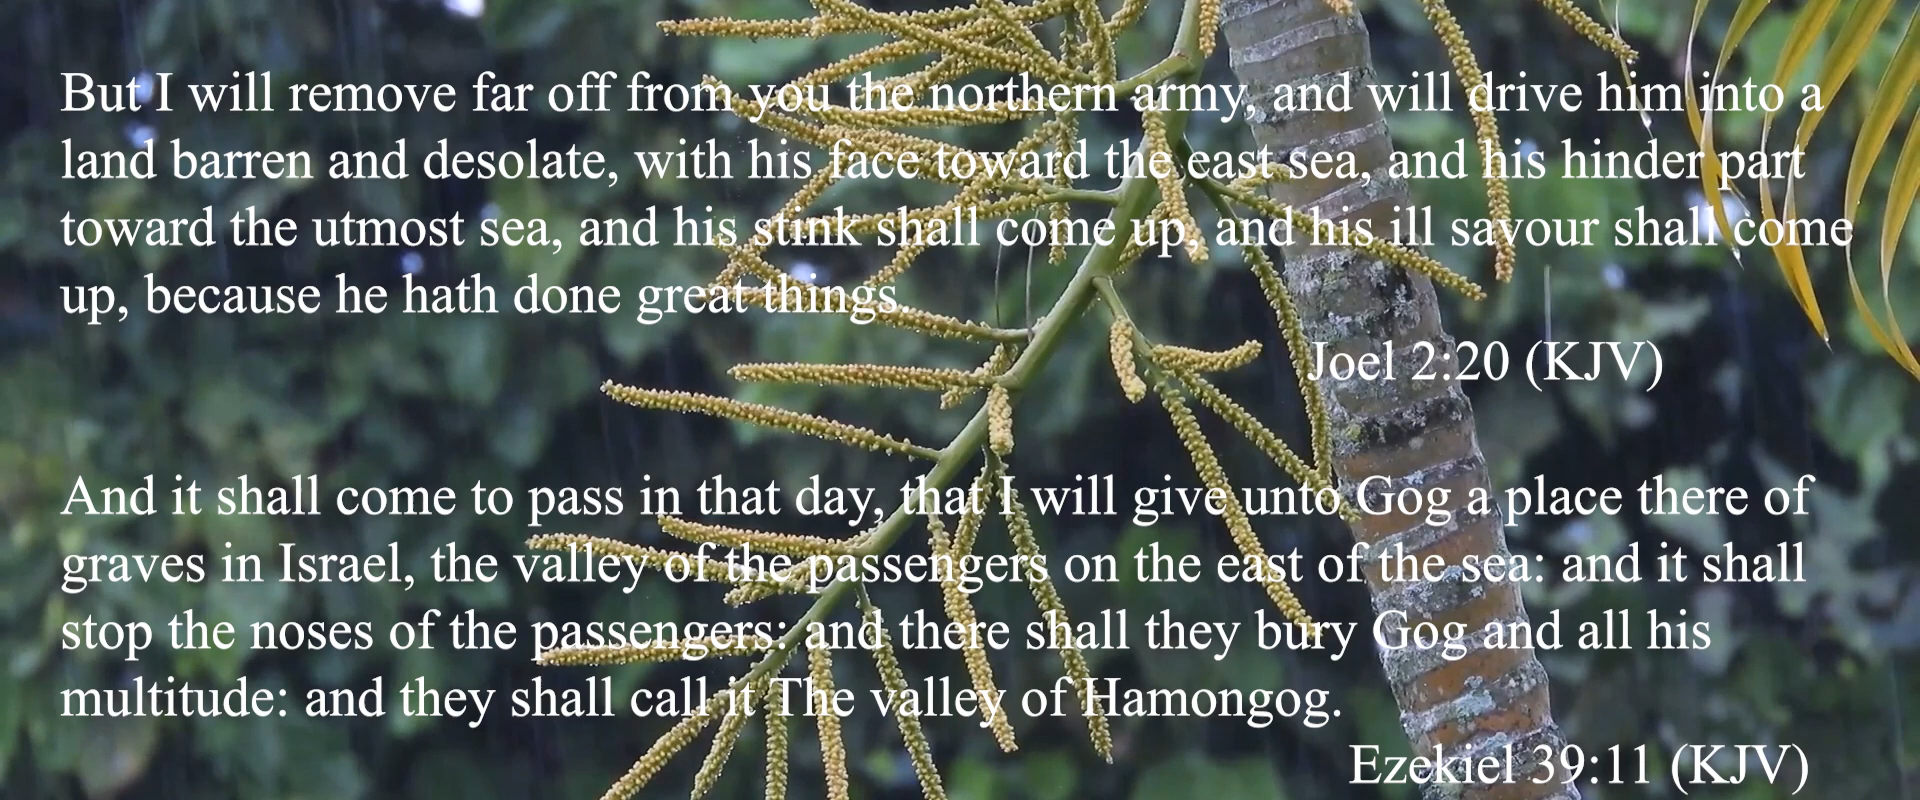 But I will remove far off from you the northern army, and will drive him into a
land barren and desolate, with his face toward the east sea, and his hinder part
toward the utmost sea, and his stink shall come up, and his ill savour shall come
up, because he hath done great things.
Joel 2:20 (KJV)
And it shall come to pass in that day, that I will give unto Gog a place there of
graves in Israel, the valley of the passengers on the east of the sea: and it shall
stop the noses of the passengers: and there shall they bury Gog and all his
multitude: and they shall call it The valley of Hamongog.
Ezekiel 39:11 (KJV)